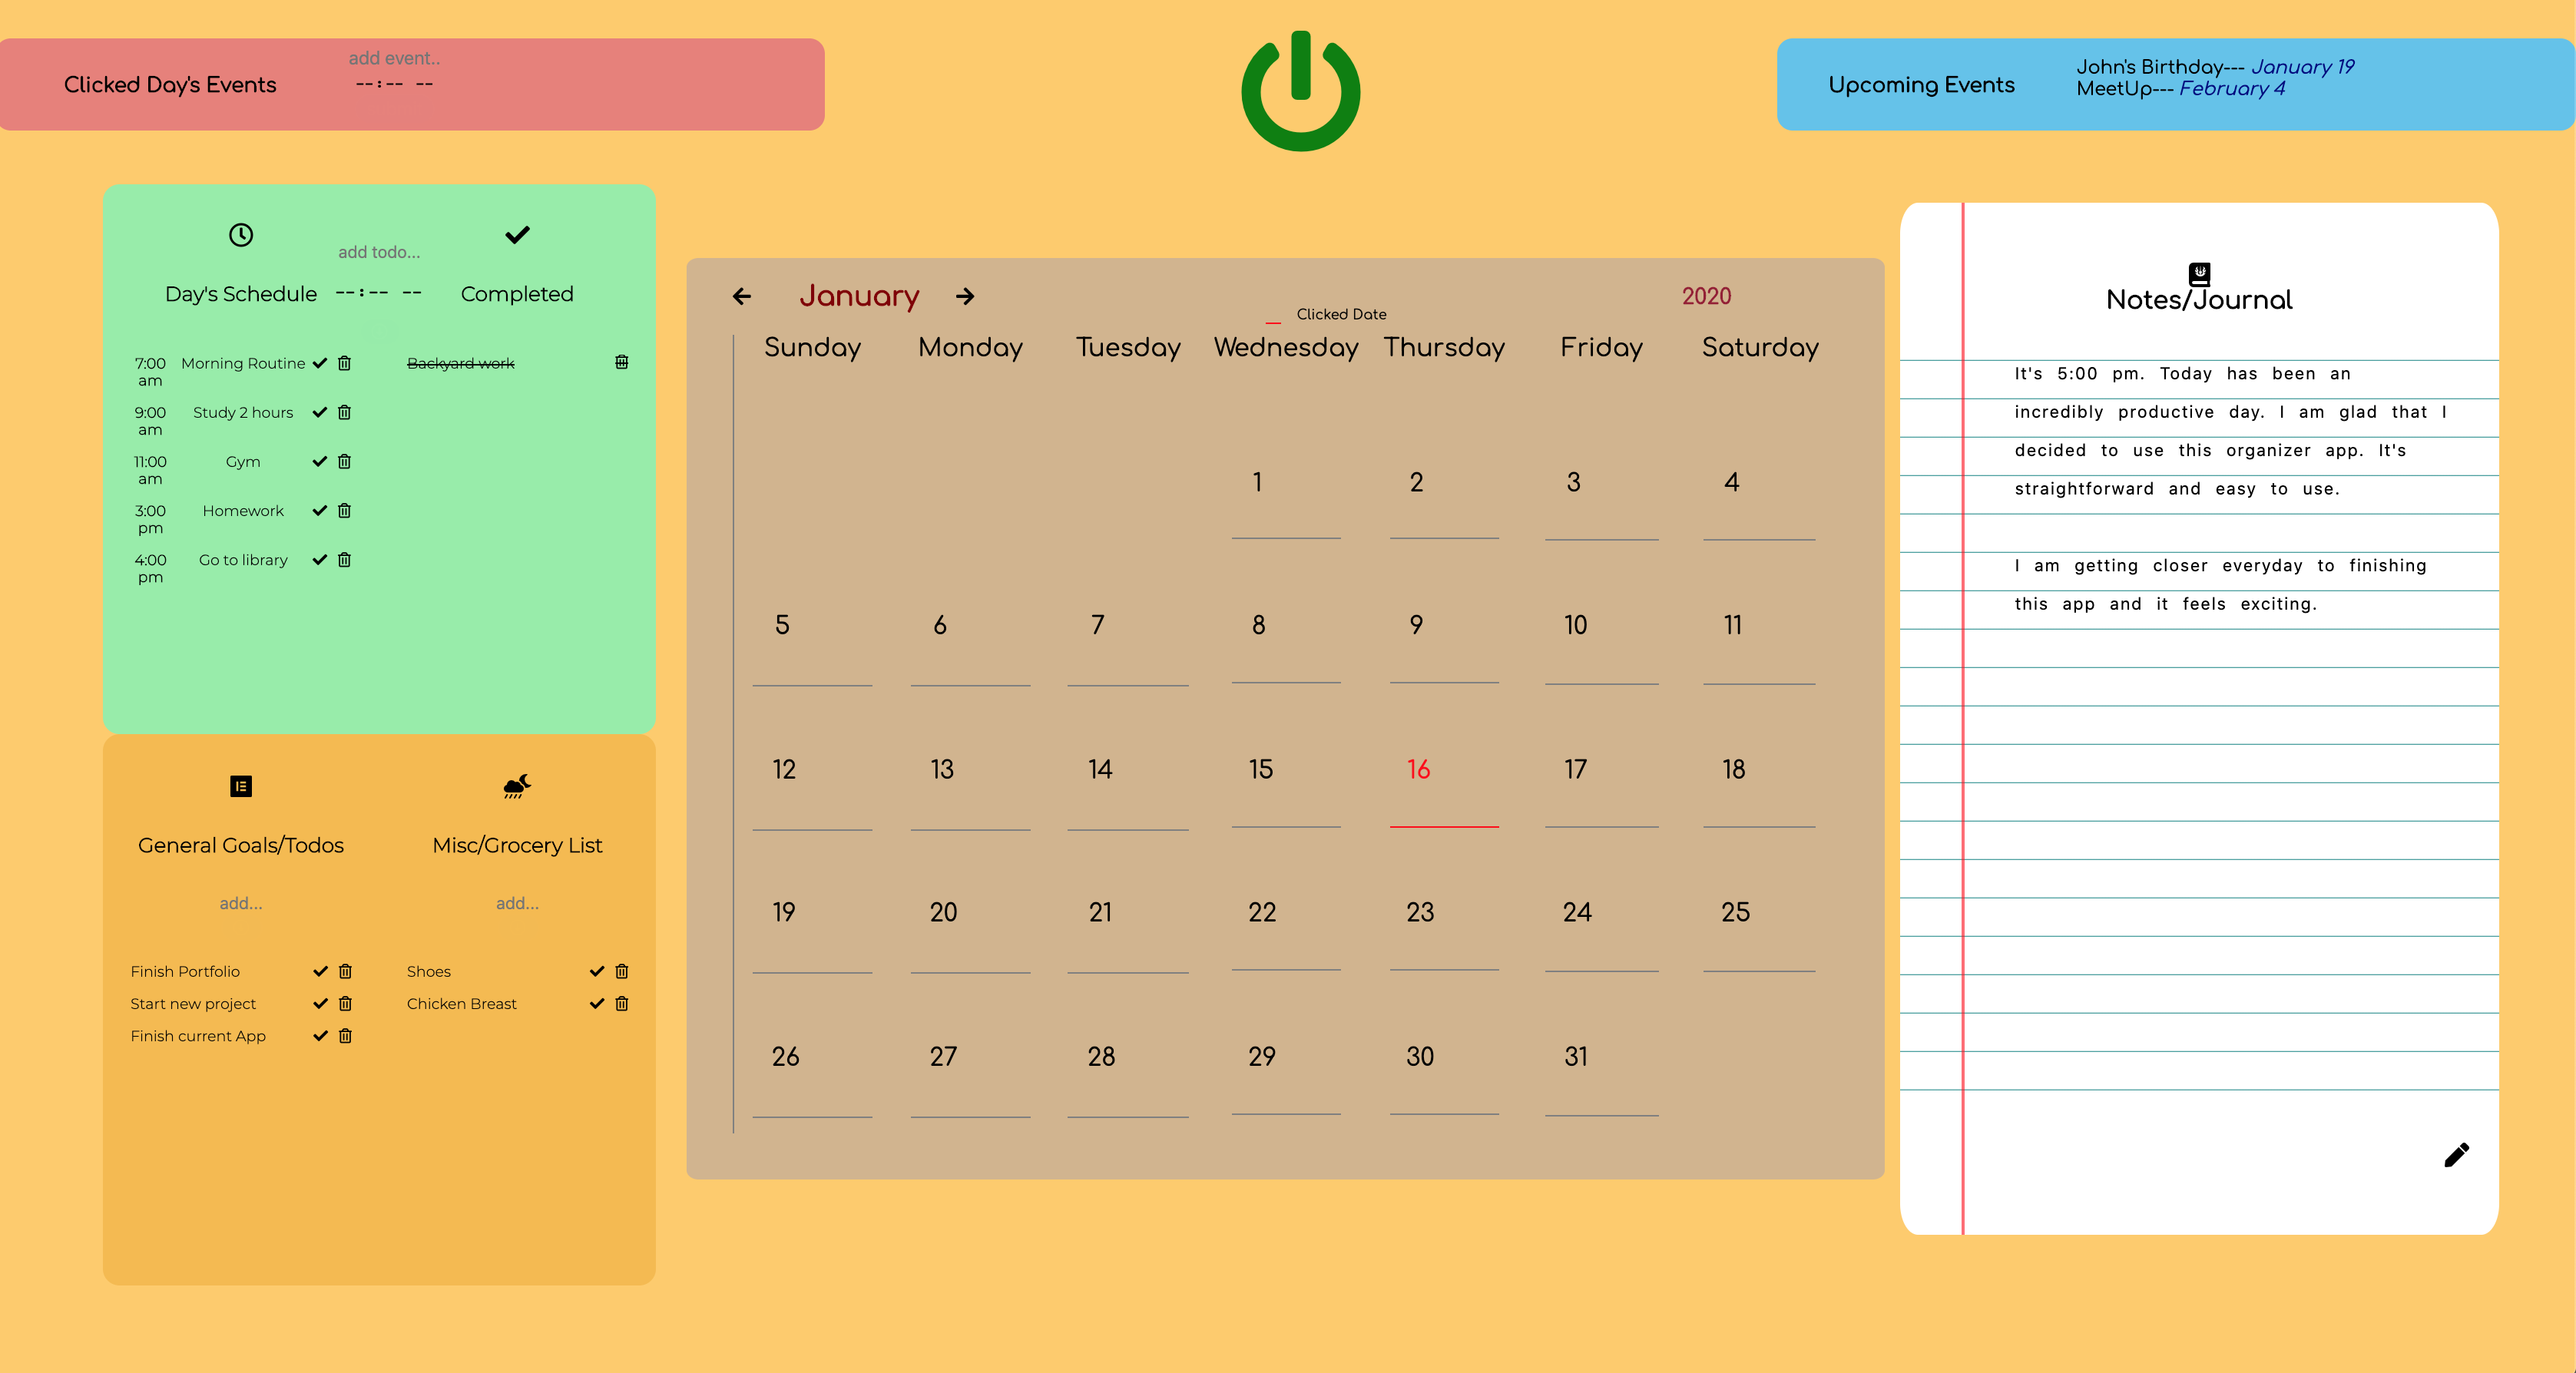 Clicked Day's Events
add event..
--:-- --
Upcoming Events
John's Birthday--- January 19
MeetUp--- February 4
add todo...
Day's Schedule
--:-- --
Completed
7:00 am Morning Routine
9:00 am Study 2 hours
11:00 am Gym
3:00 pm Homework
4:00 pm Go to library
Backyard work
General Goals/Todos
add...
Finish Portfolio
Start new project
Finish current App
Misc/Grocery List
add...
Shoes
Chicken Breast
January
2020
Clicked Date
Sunday Monday Tuesday Wednesday Thursday Friday Saturday
1 2 3 4
5 6 7 8 9 10 11
12 13 14 15 16 17 18
19 20 21 22 23 24 25
26 27 28 29 30 31
Notes/Journal
It's 5:00 pm. Today has been an
incredibly productive day. I am glad that I
decided to use this organizer app. It's
straightforward and easy to use.
I am getting closer everyday to finishing
this app and it feels exciting.